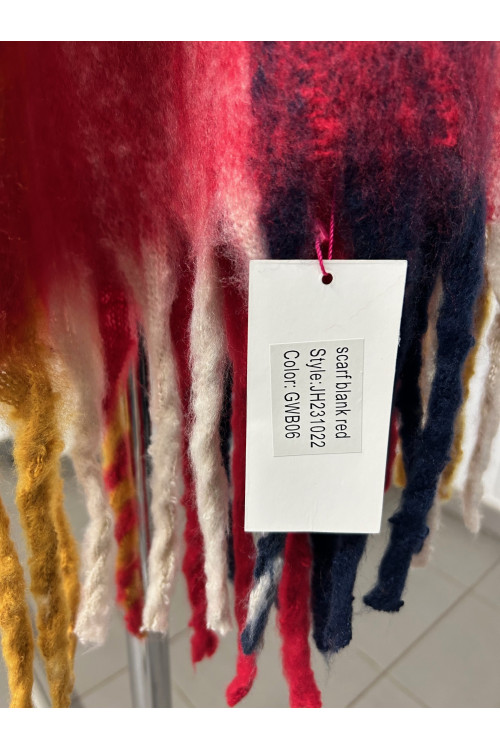 scarf blank red
Style:JH231022
Color: GWB06